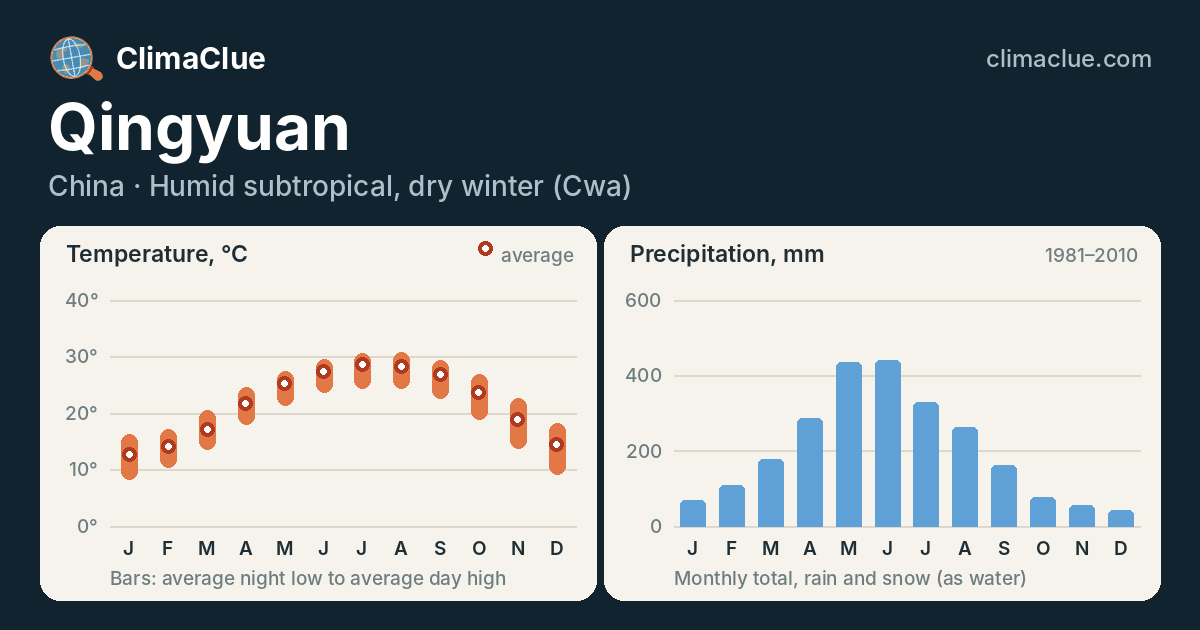 ClimaClue
climaclue.com
Qingyuan
China · Humid subtropical, dry winter (Cwa)
Temperature, °C
average
40°
30°
20°
10°
0°
J F M A M J J A S O N D
Bars: average night low to average day high
Precipitation, mm
1981–2010
600
400
200
0
J F M A M J J A S O N D
Monthly total, rain and snow (as water)